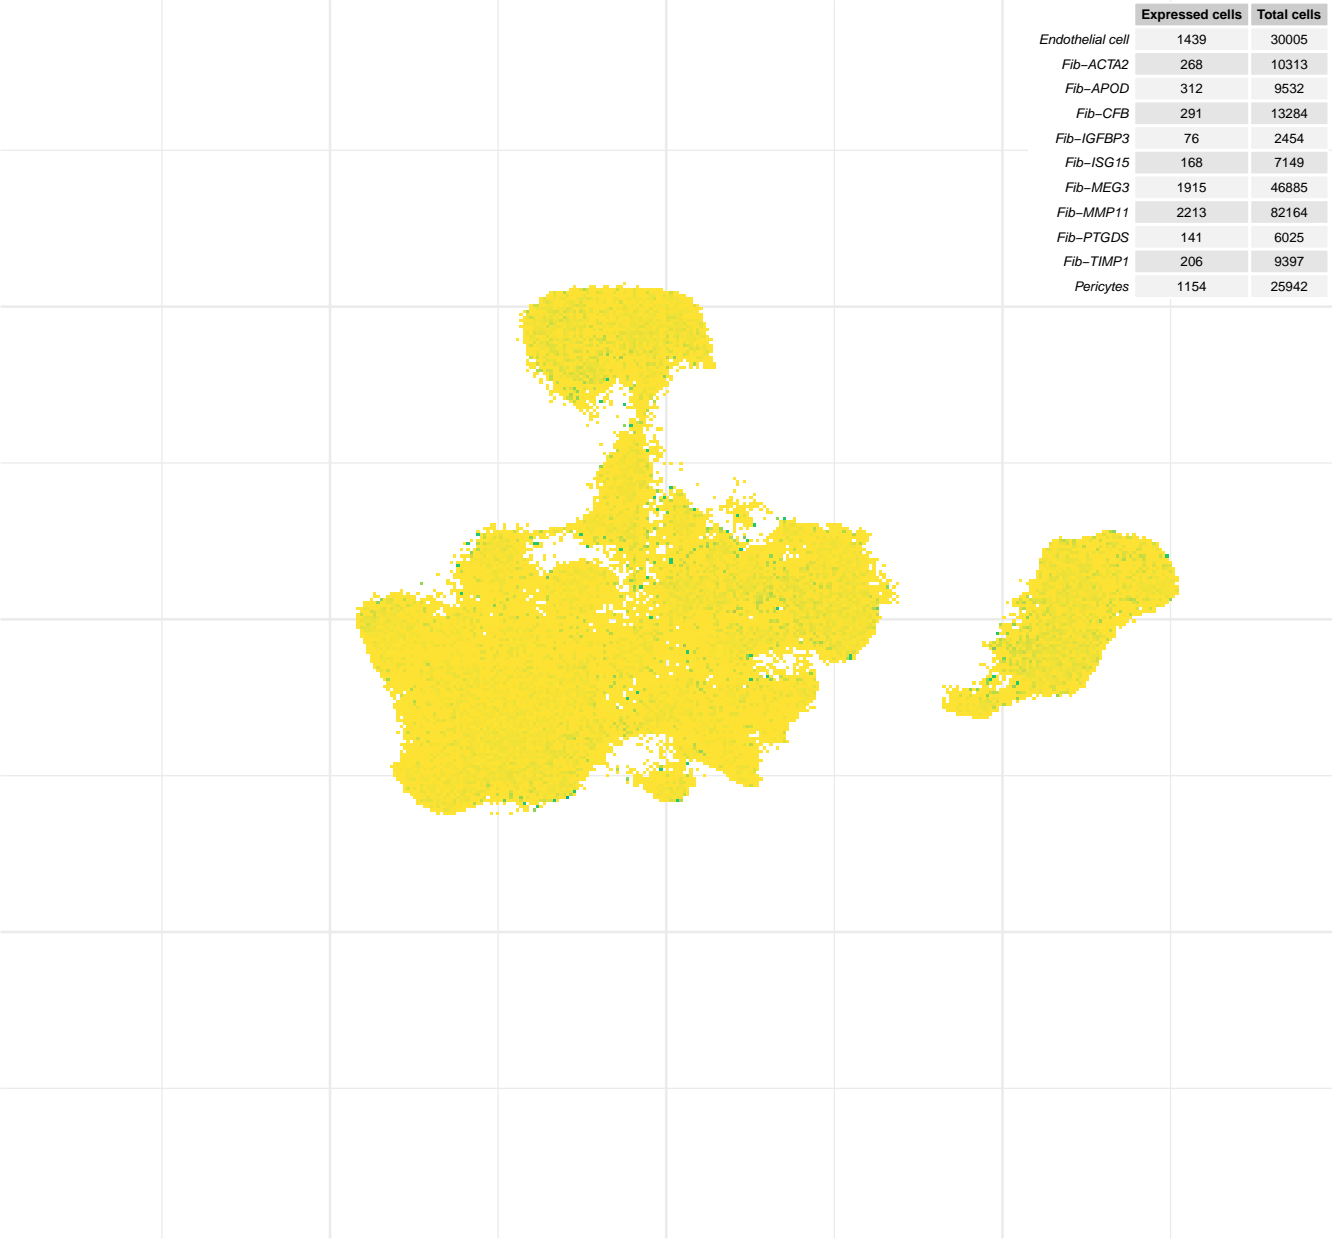 Expressed cells Total cells
Endothelial cell 1439 30005
Fib−ACTA2 268 10313
Fib−APOD 312 9532
Fib−CFB 291 13284
Fib−IGFBP3 76 2454
Fib−ISG15 168 7149
Fib−MEG3 1915 46885
Fib−MMP11 2213 82164
Fib−PTGDS 141 6025
Fib−TIMP1 206 9397
Pericytes 1154 25942